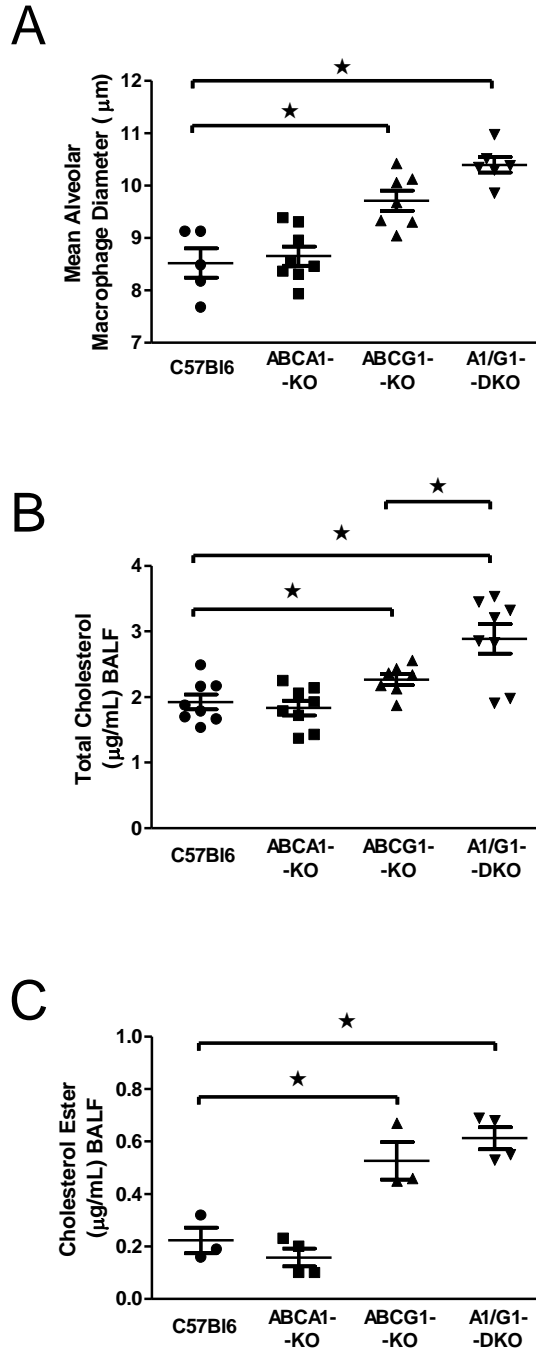 A
12
11
10
9
8
7
Mean Alveolar
Macrophage Diameter ( μm)
★
★
C57Bl6
ABCA1-
-KO
ABCG1-
-KO
A1/G1-
-DKO
B
4
3
2
1
0
Total Cholesterol
(μg/mL) BALF
★
★
★
C57Bl6
ABCA1-
-KO
ABCG1-
-KO
A1/G1-
-DKO
C
1.0
0.8
0.6
0.4
0.2
0.0
Cholesterol Ester
(μg/mL) BALF
★
★
C57Bl6
ABCA1-
-KO
ABCG1-
-KO
A1/G1-
-DKO